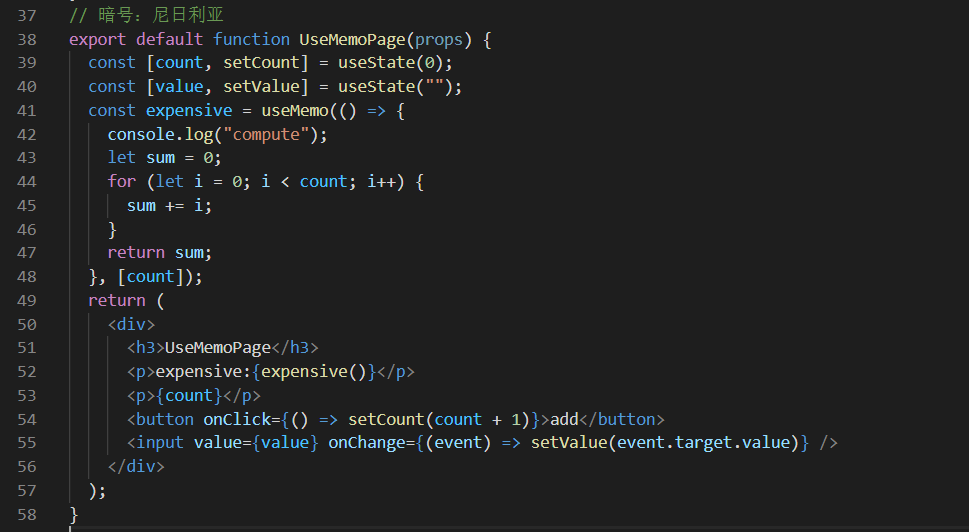 37 // 暗号: 尼日利亚
38 export default function UseMemoPage(props) {
39 const [count, setCount] = useState(0);
40 const [value, setValue] = useState("");
41 const expensive = useMemo(() => {
42 console.log("compute");
43 let sum = 0;
44 for (let i = 0; i < count; i++) {
45 sum += i;
46 }
47 return sum;
48 }, [count]);
49 return (
50 <div>
51 <h3>UseMemoPage</h3>
52 <p>expensive:{expensive()}</p>
53 <p>{count}</p>
54 <button onClick={() => setCount(count + 1)}>add</button>
55 <input value={value} onChange={(event) => setValue(event.target.value)} />
56 </div>
57 );
58 }